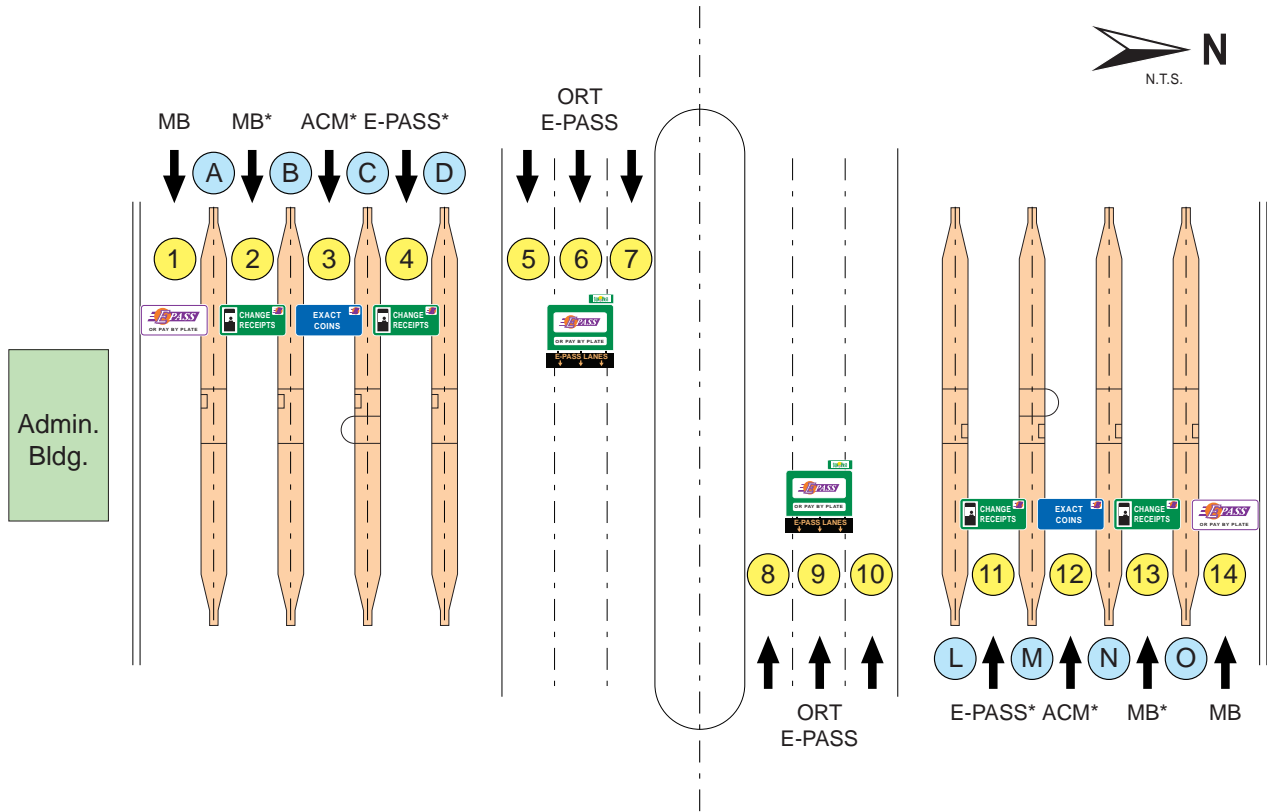 N
N.T.S.
ORT
E-PASS
MB
MB*
ACM*
E-PASS*
A
B
C
D
1
2
3
4
5
6
7
E PASS
OR PAY BY PLATE
CHANGE
RECEIPTS
EXACT
COINS
CHANGE
RECEIPTS
E PASS
OR PAY BY PLATE
E-PASS LANES
Admin.
Bldg.
E PASS
OR PAY BY PLATE
E-PASS LANES
CHANGE
RECEIPTS
EXACT
COINS
CHANGE
RECEIPTS
E PASS
OR PAY BY PLATE
8
9
10
11
12
13
14
L
M
N
O
ORT
E-PASS
E-PASS*
ACM*
MB*
MB